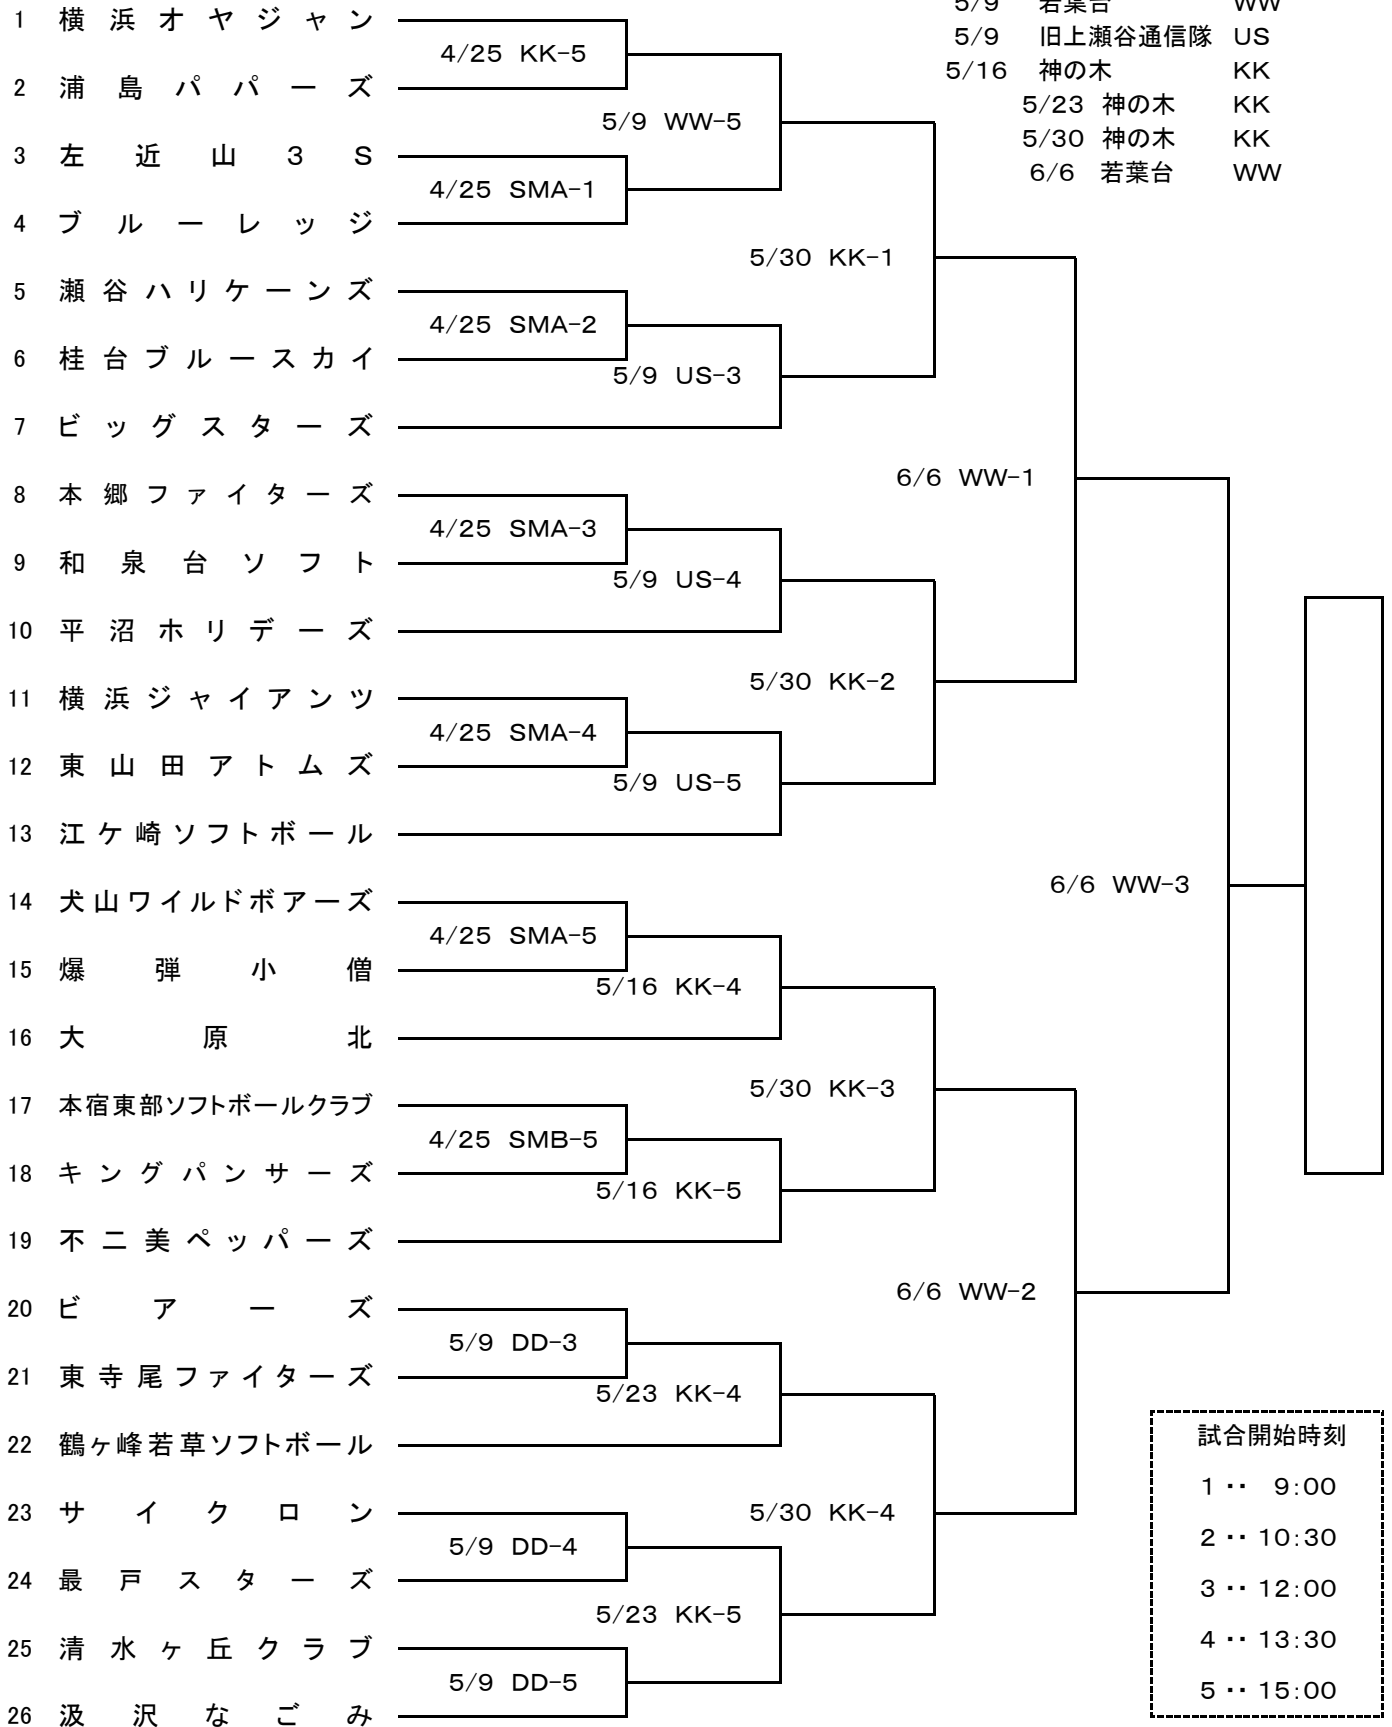 1 横浜オヤジャン
5/9 若葉台 WW
4/25 KK-5
5/9 旧上瀬谷通信隊 US
5/16 神の木 KK
2 浦島パパーズ
5/23 神の木 KK
5/9 WW-5
5/30 神の木 KK
3 左近山３Ｓ
6/6 若葉台 WW
4/25 SMA-1
4 ブルーレッジ
5/30 KK-1
5 瀬谷ハリケーンズ
4/25 SMA-2
6 桂台ブルースカイ
5/9 US-3
7 ビッグスターズ
6/6 WW-1
8 本郷ファイターズ
4/25 SMA-3
9 和泉台ソフト
5/9 US-4
10 平沼ホリデーズ
5/30 KK-2
11 横浜ジャイアンツ
4/25 SMA-4
12 東山田アトムズ
5/9 US-5
13 江ケ崎ソフトボール
6/6 WW-3
14 犬山ワイルドボアーズ
4/25 SMA-5
15 爆弾小僧
5/16 KK-4
16 大原北
5/30 KK-3
17 本宿東部ソフトボールクラブ
4/25 SMB-5
18 キングパンサーズ
5/16 KK-5
19 不二美ペッパーズ
6/6 WW-2
20 ビアーズ
5/9 DD-3
21 東寺尾ファイターズ
5/23 KK-4
22 鶴ヶ峰若草ソフトボール
5/30 KK-4
23 サイクロン
5/9 DD-4
24 最戸スターズ
5/23 KK-5
25 清水ヶ丘クラブ
5/9 DD-5
26 汲沢なごみ
試合開始時刻
1 ‥ 9:00
2 ‥ 10:30
3 ‥ 12:00
4 ‥ 13:30
5 ‥ 15:00